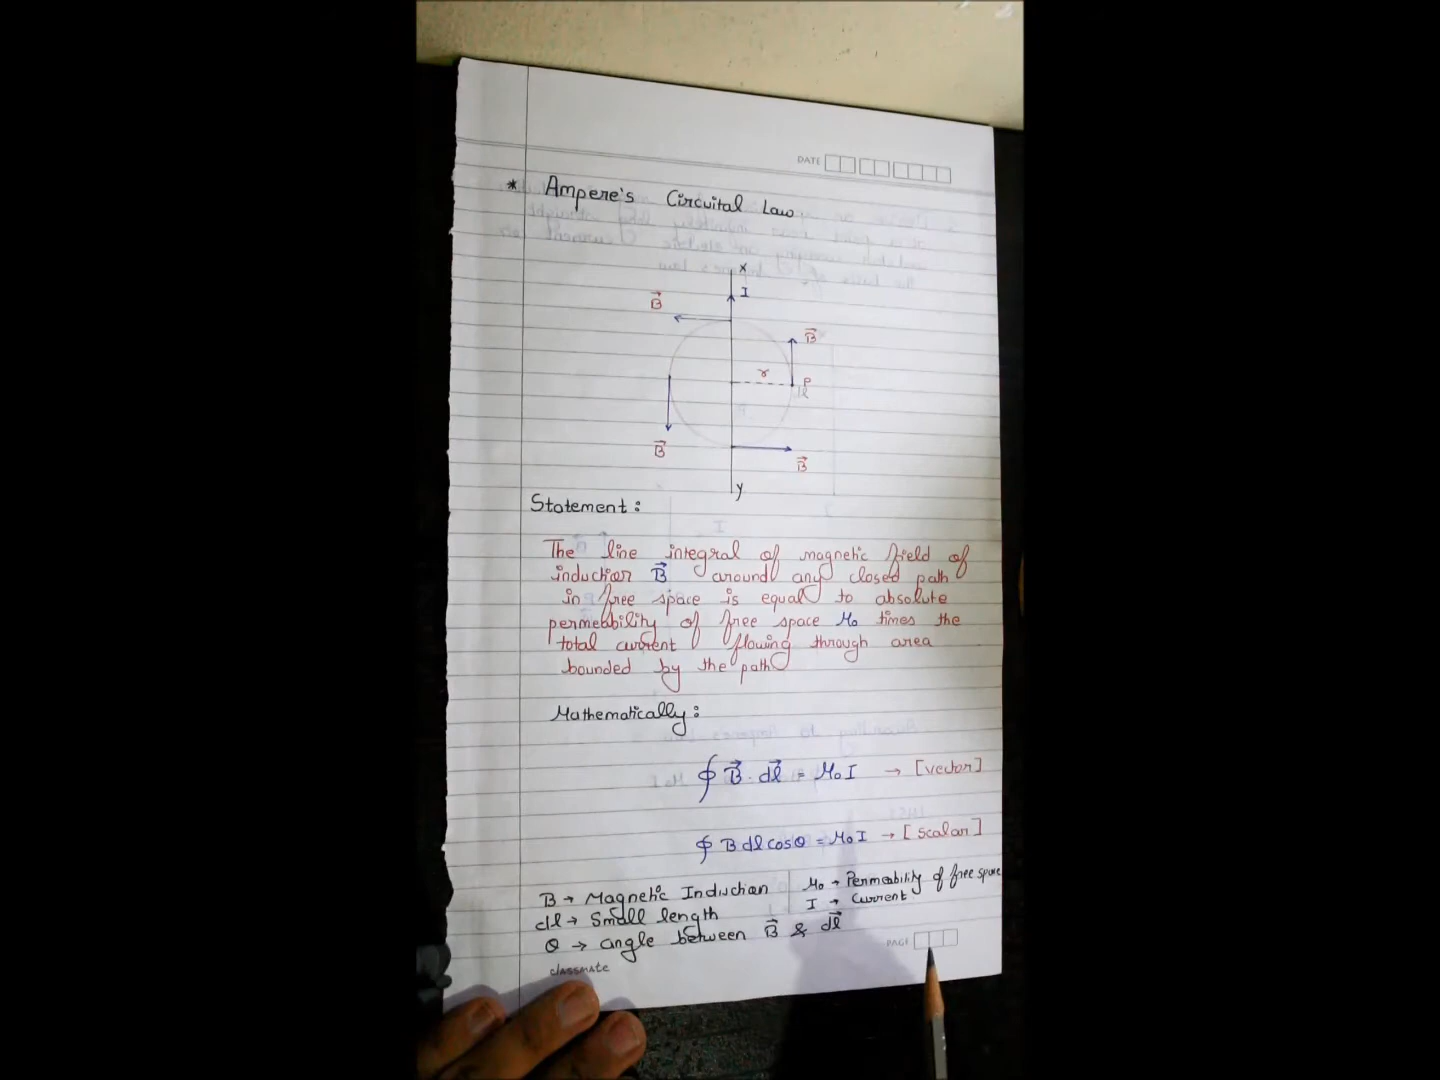 DATE
* Ampere's Circuital Law
X
I
B⃗
B⃗
r
P
dl
B⃗
B⃗
y
Statement:
The line integral of magnetic field of
induction B⃗ around any closed path
in free space is equal to absolute
permeability of free space μ₀ times the
total current flowing through area
bounded by the path
Mathematically:
∮ B⃗ . dl⃗ = μ₀ I → [vector]
∮ B dl cosθ = μ₀ I → [scalar]
B → Magnetic Induction
dl → Small length
θ → angle between B⃗ & dl⃗
μ₀ → Permeability of free space
I → Current
PAGE
classmate